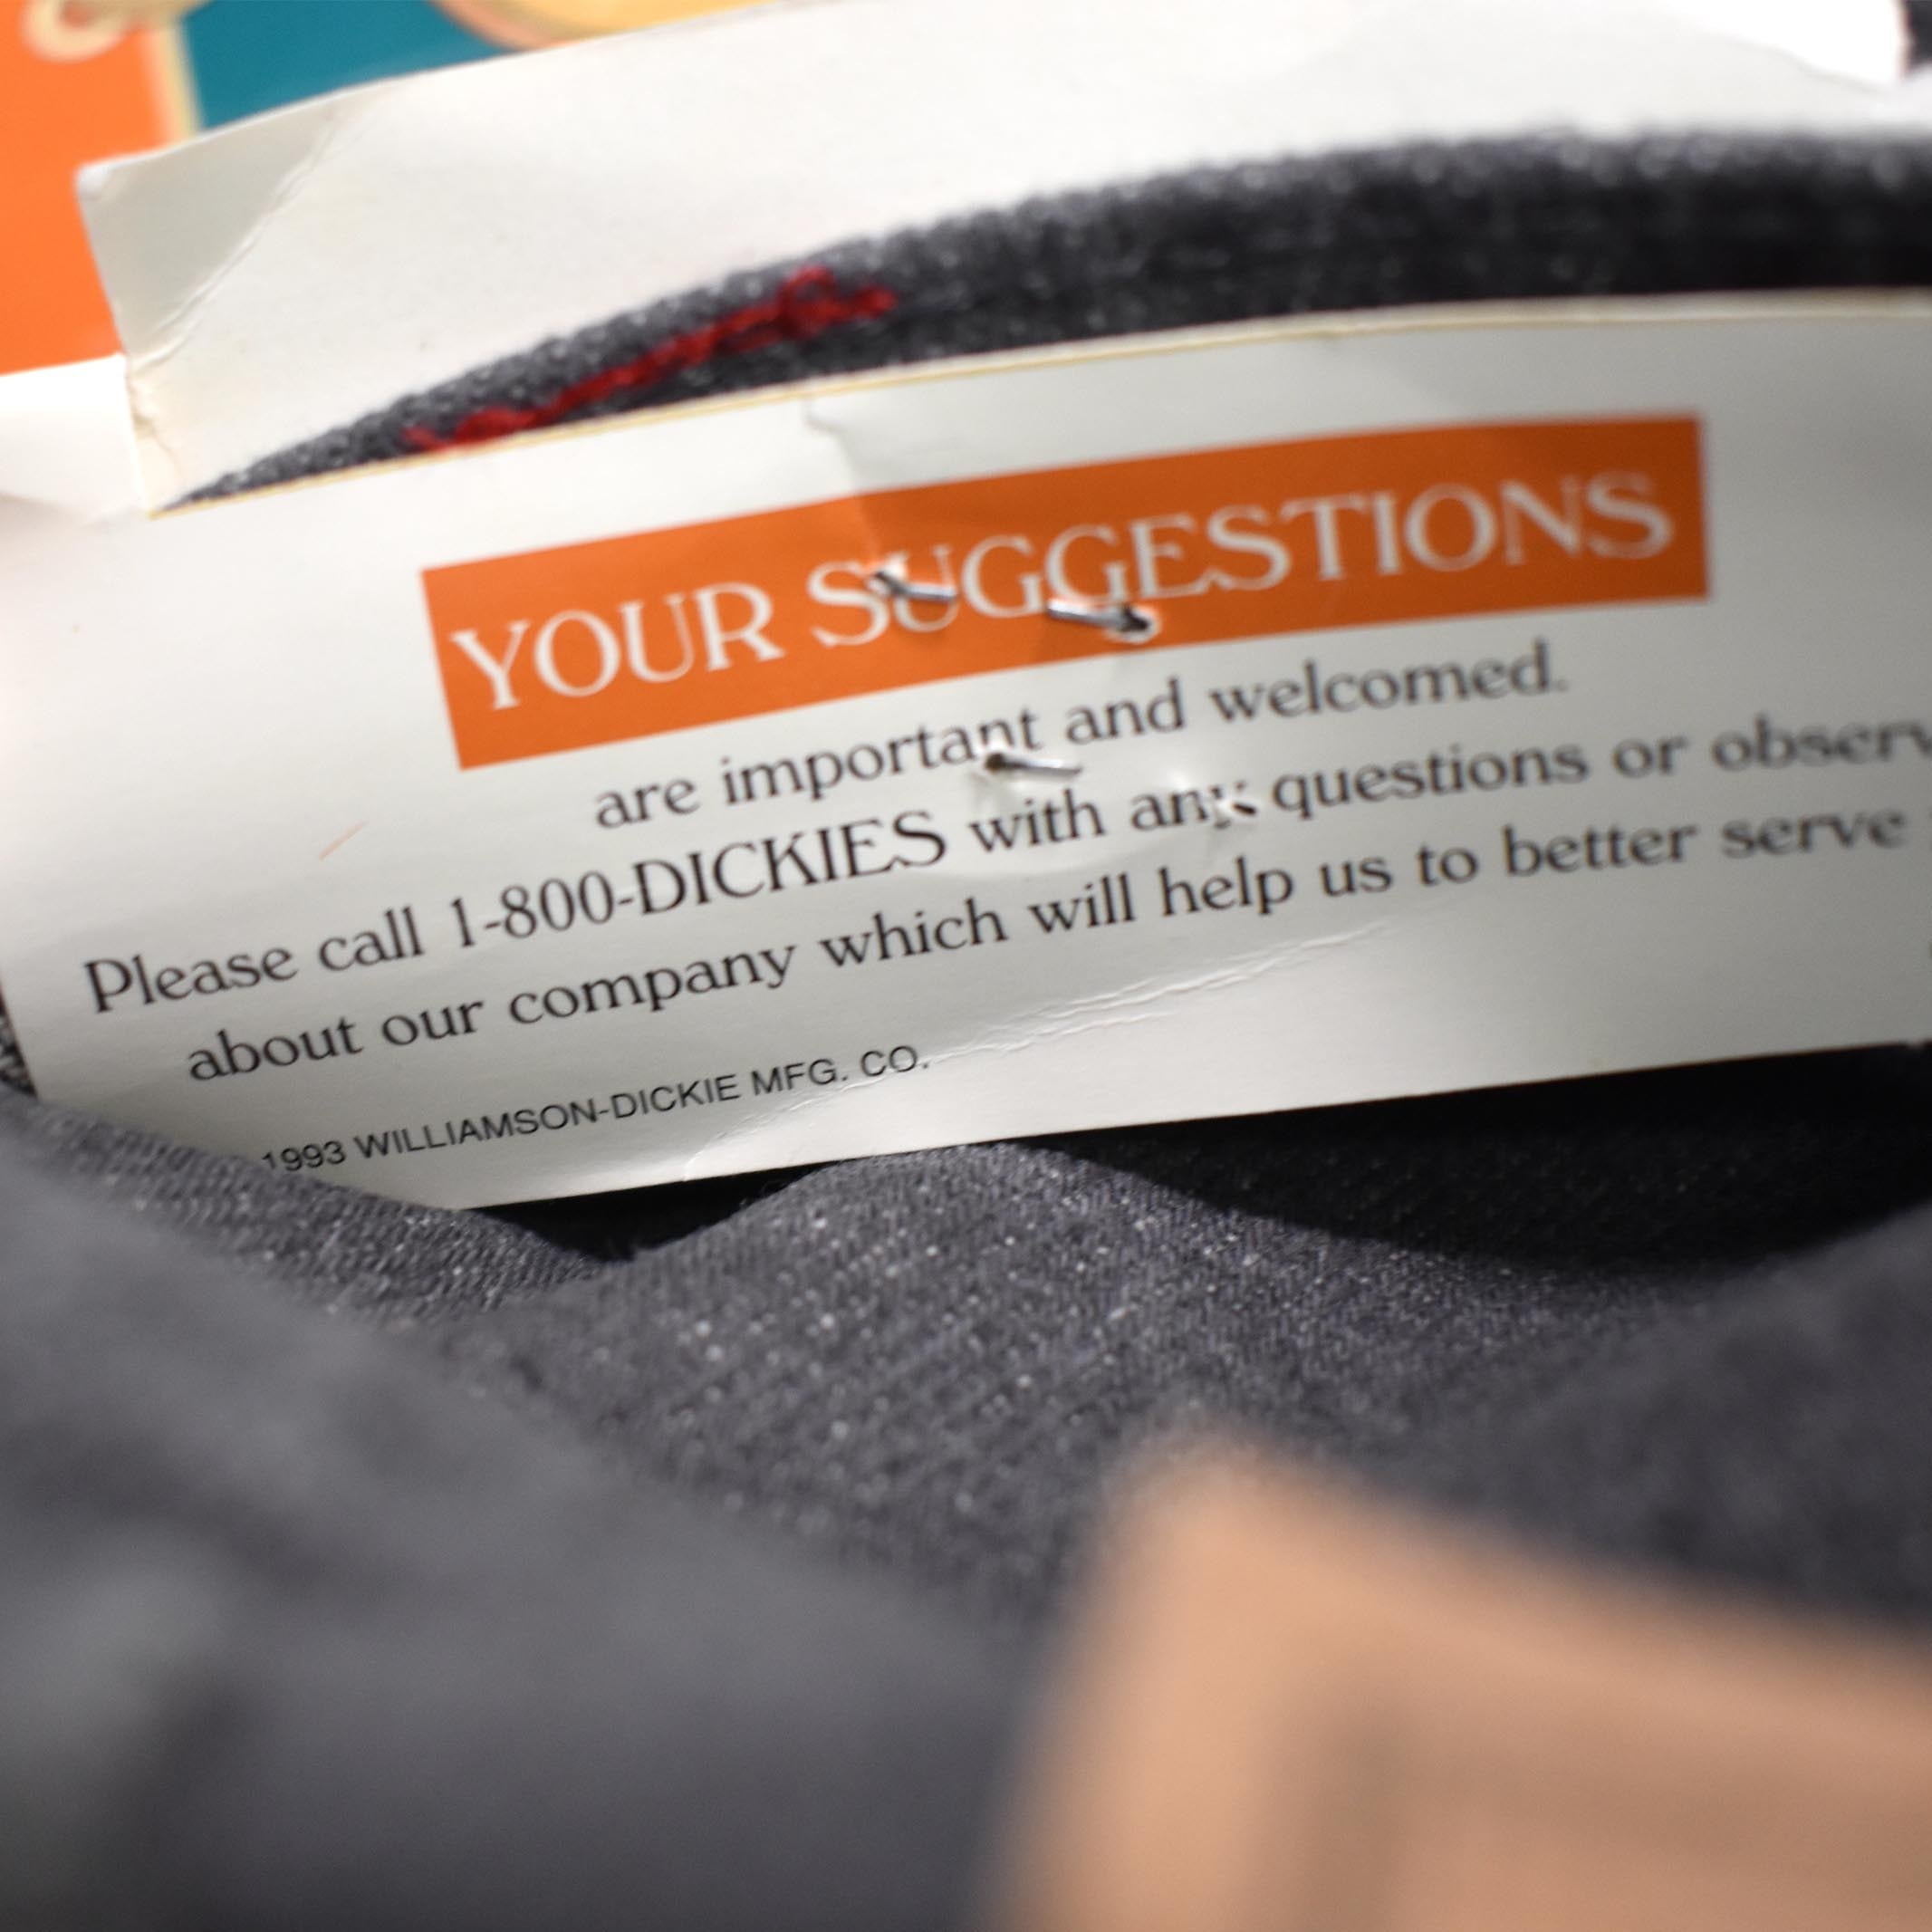 YOUR SUGGESTIONS
are important and welcomed.
Please call 1-800-DICKIES with any questions or observ
about our company which will help us to better serve
1993 WILLIAMSON-DICKIE MFG. CO.